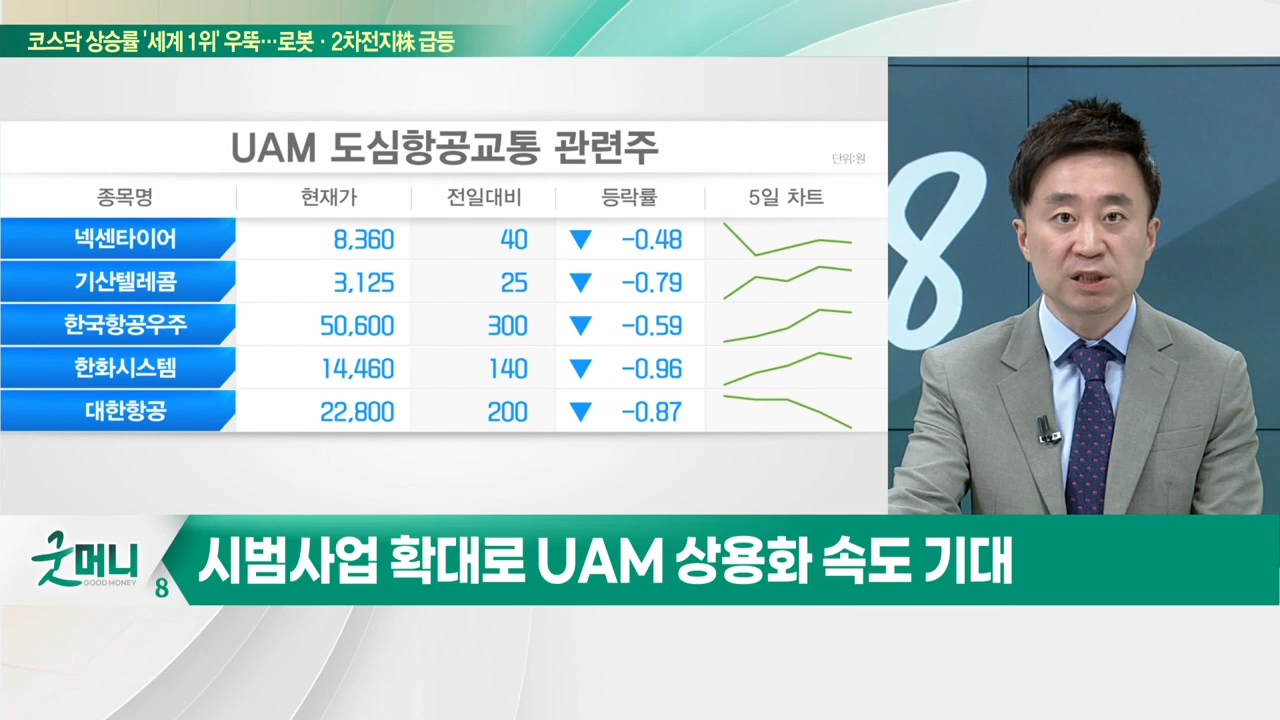 코스닥 상승률 '세계 1위' 우뚝…로봇·2차전지株 급등
UAM 도심항공교통 관련주
단위:원
종목명 현재가 전일대비 등락률 5일 차트
넥센타이어 8,360 40 ▼ -0.48
기산텔레콤 3,125 25 ▼ -0.79
한국항공우주 50,600 300 ▼ -0.59
한화시스템 14,460 140 ▼ -0.96
대한항공 22,800 200 ▼ -0.87
8
굿머니
GOOD MONEY
8
시범사업 확대로 UAM 상용화 속도 기대